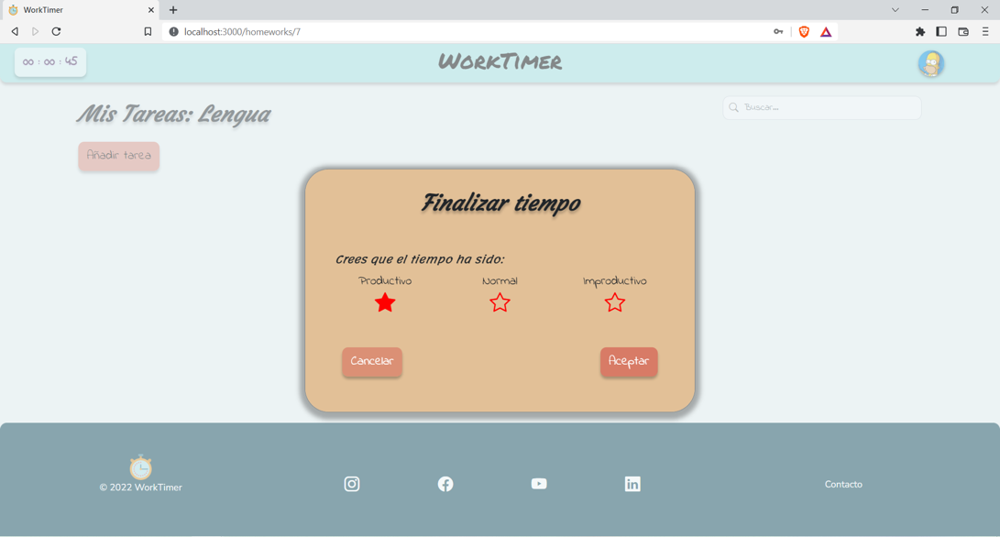 WorkTimer
localhost:3000/homeworks/7
00 : 00 : 45
WorkTimer
Mis Tareas: Lengua
Buscar...
Añadir tarea
Finalizar tiempo
Crees que el tiempo ha sido:
Productivo Normal Improductivo
Cancelar Aceptar
© 2022 WorkTimer
Contacto